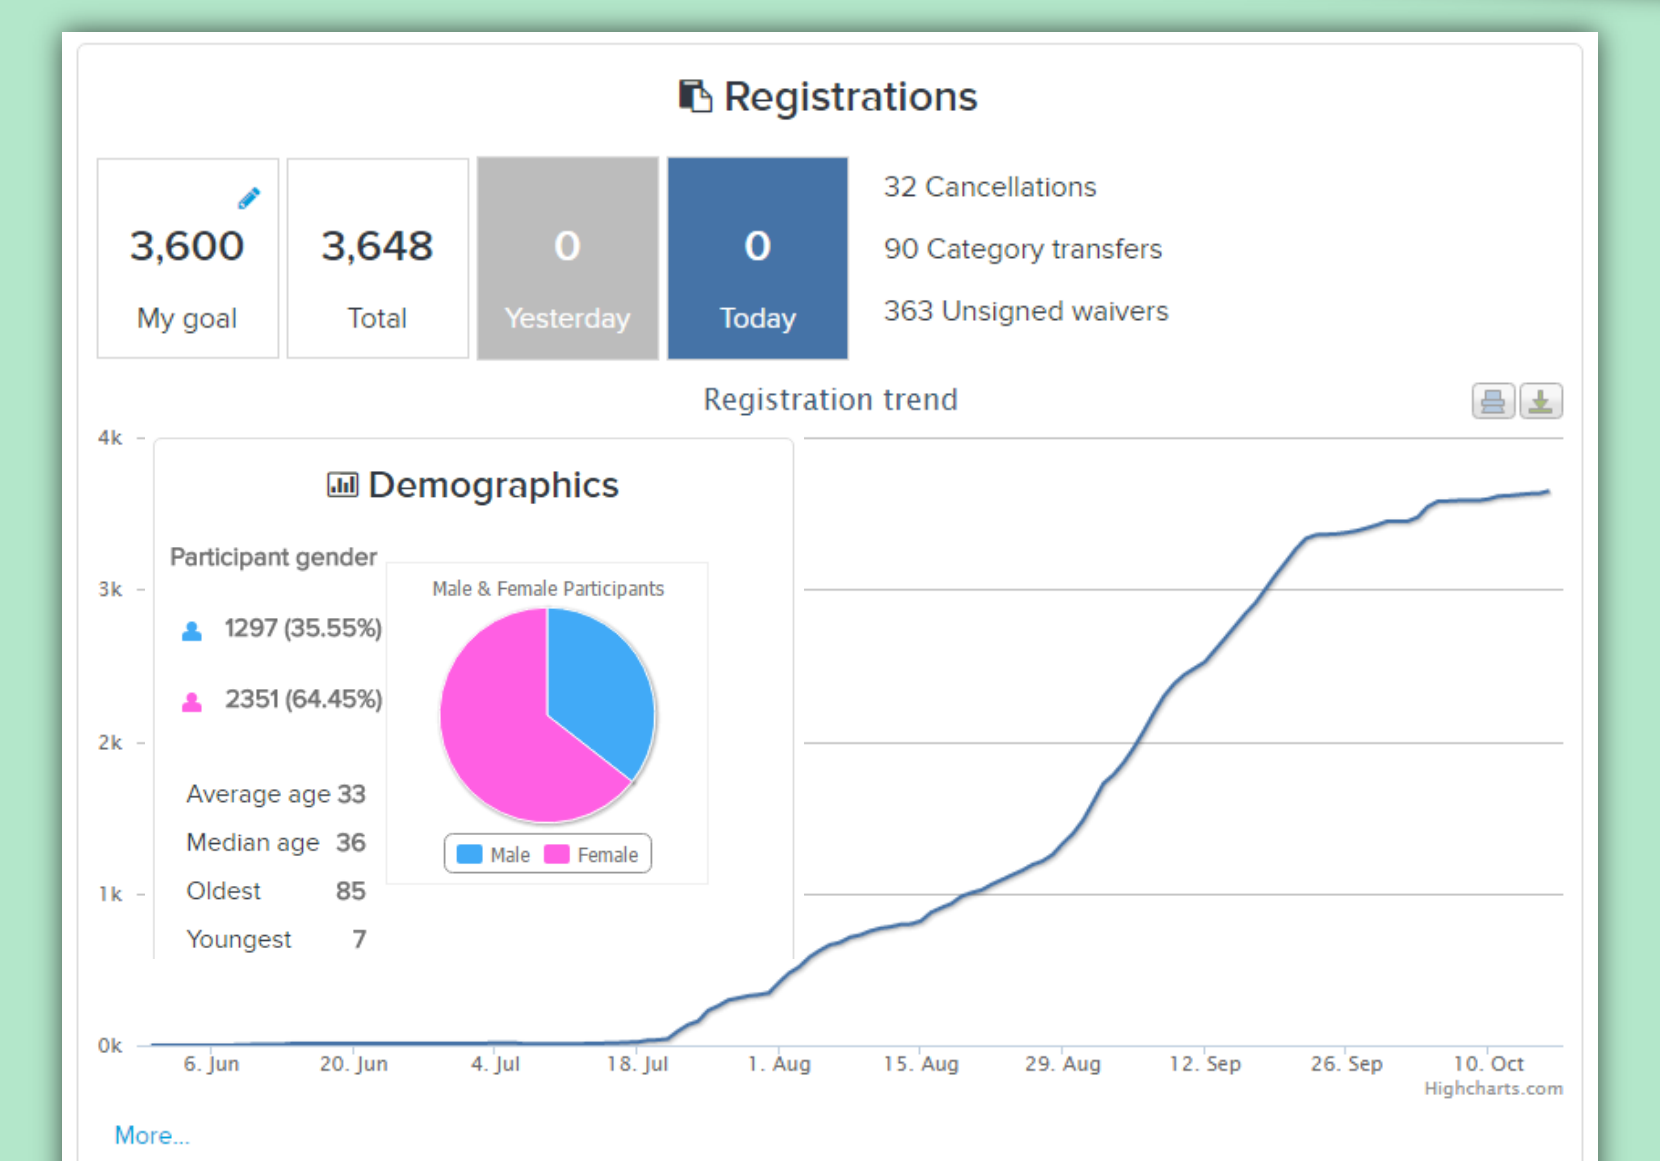 Registrations
3,600
My goal
3,648
Total
0
Yesterday
0
Today
32 Cancellations
90 Category transfers
363 Unsigned waivers
Registration trend
4k
3k
2k
1k
0k
Demographics
Participant gender
1297 (35.55%)
2351 (64.45%)
Average age 33
Median age 36
Oldest 85
Youngest 7
Male & Female Participants
Male Female
6. Jun 20. Jun 4. Jul 18. Jul 1. Aug 15. Aug 29. Aug 12. Sep 26. Sep 10. Oct
Highcharts.com
More...